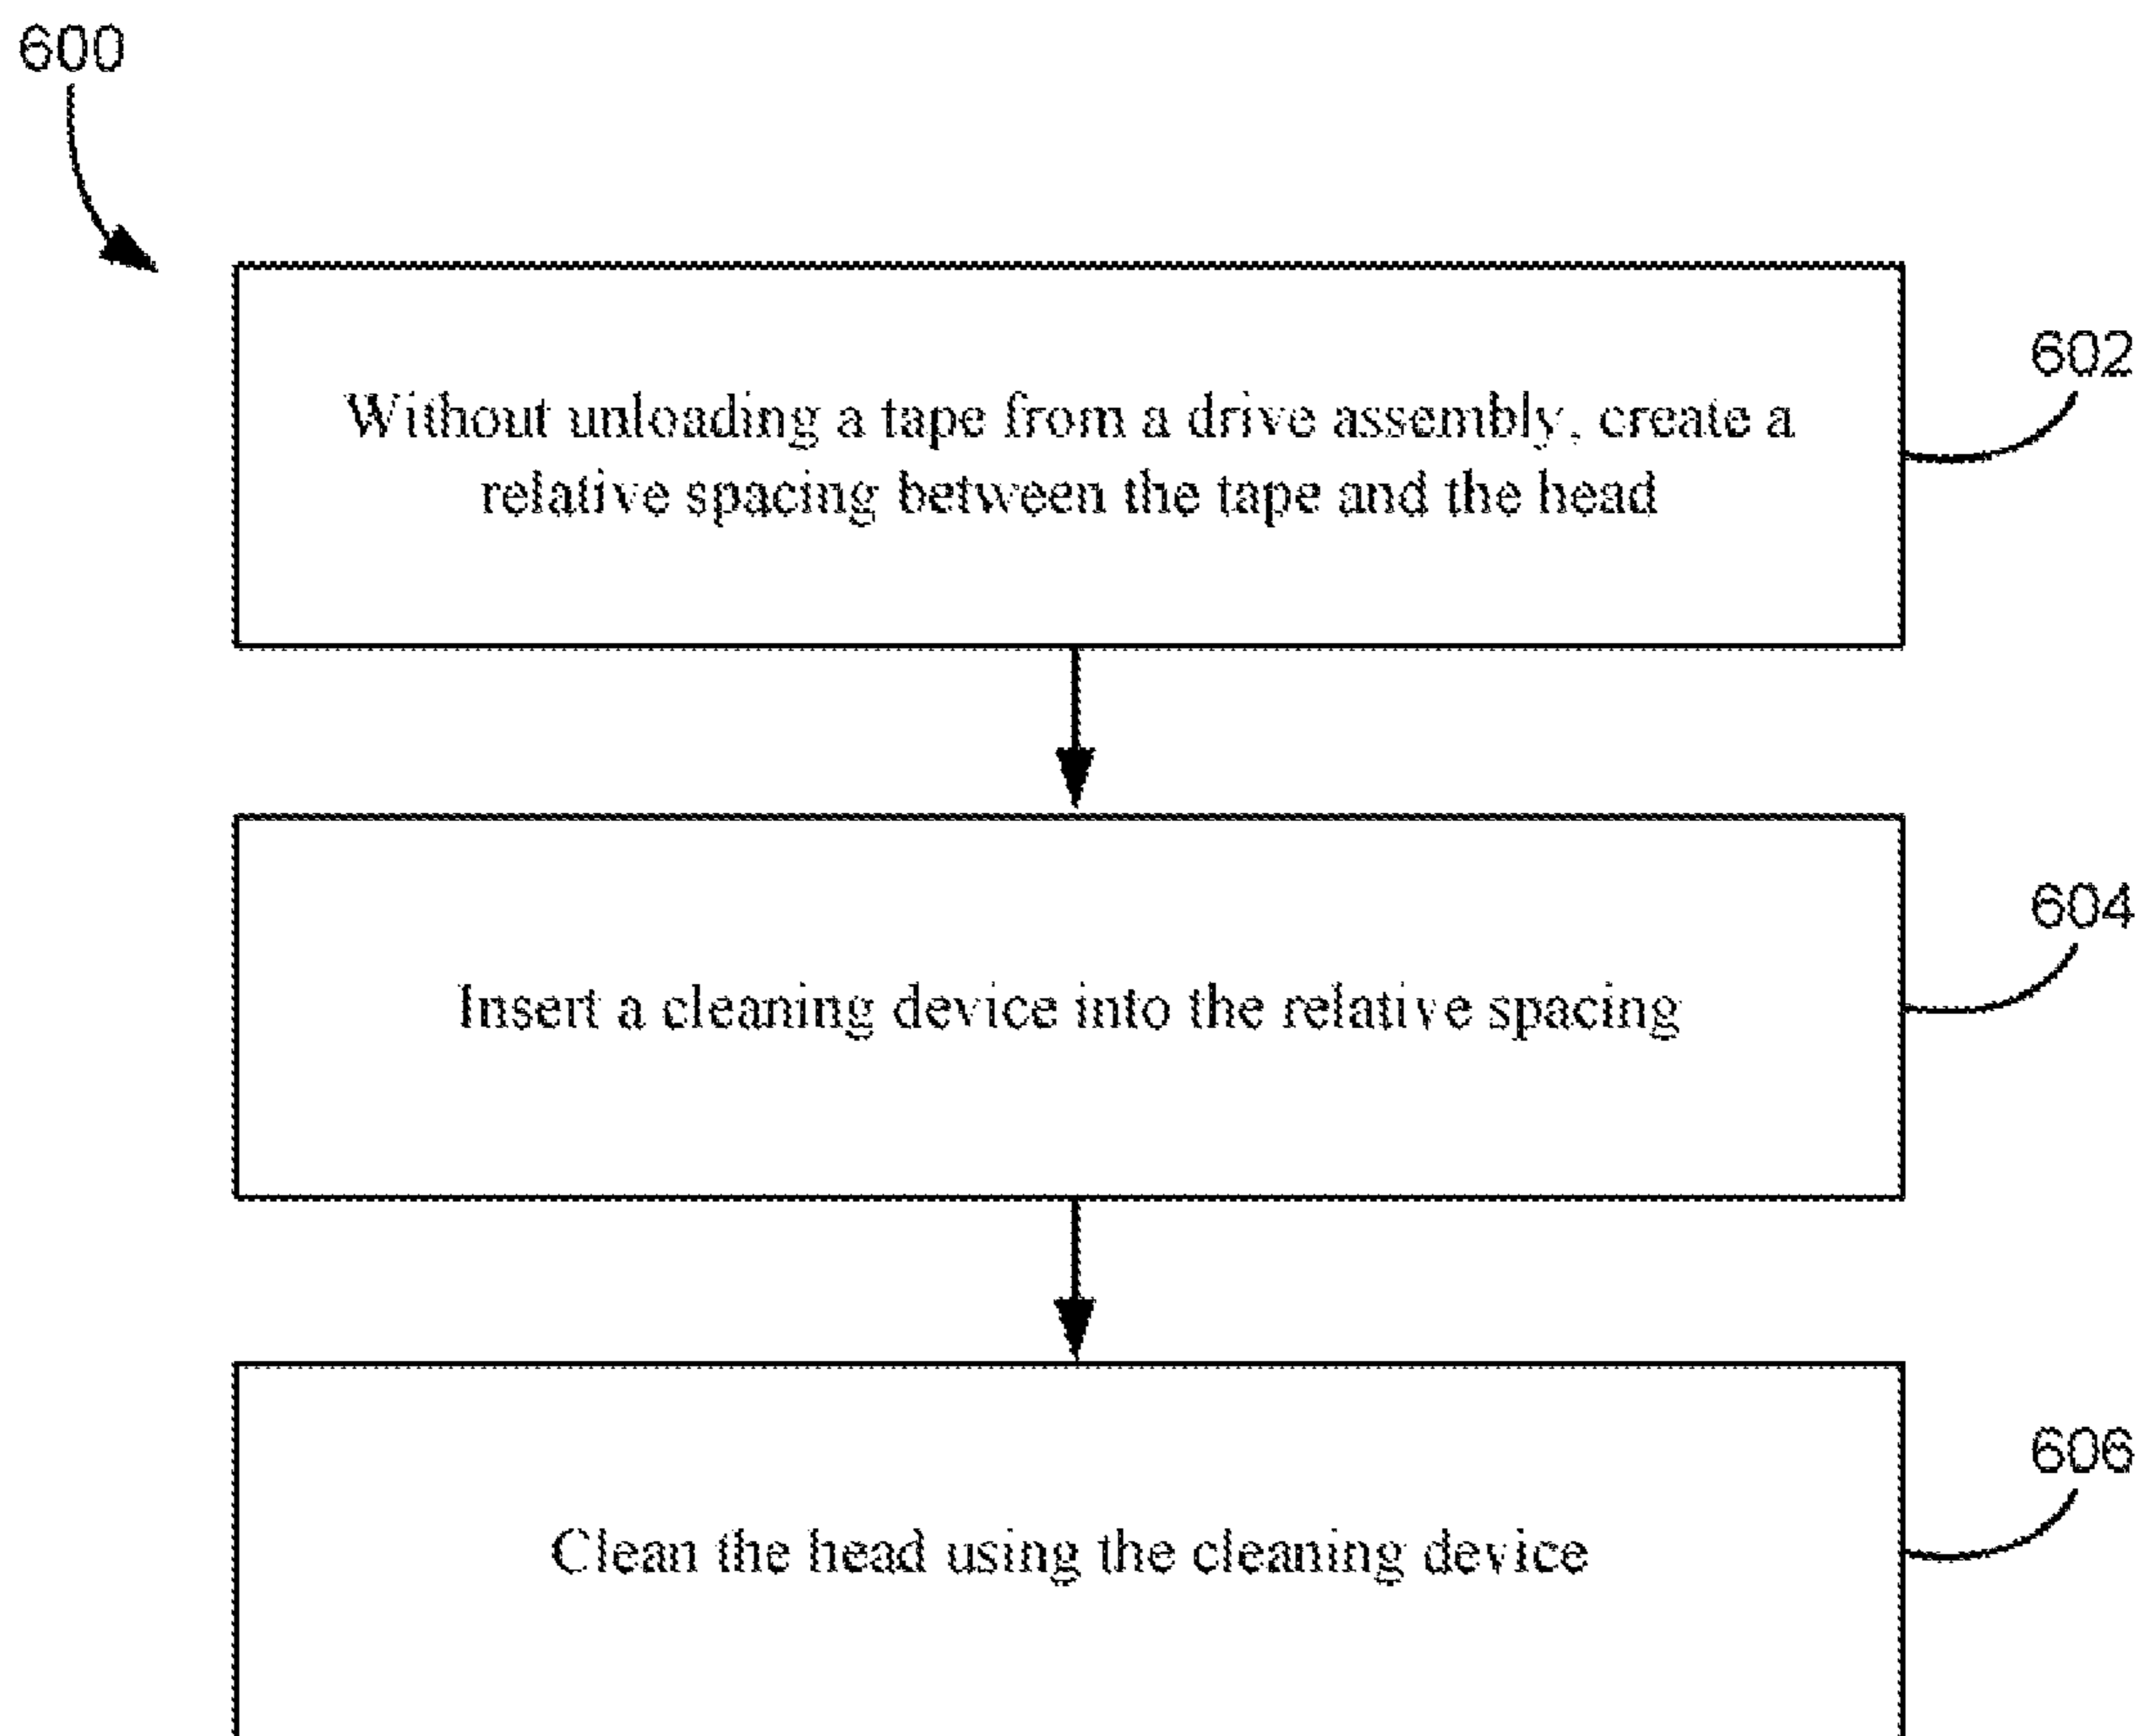 600
Without unloading a tape from a drive assembly, create a
relative spacing between the tape and the head
602
Insert a cleaning device into the relative spacing
604
Clean the head using the cleaning device
606